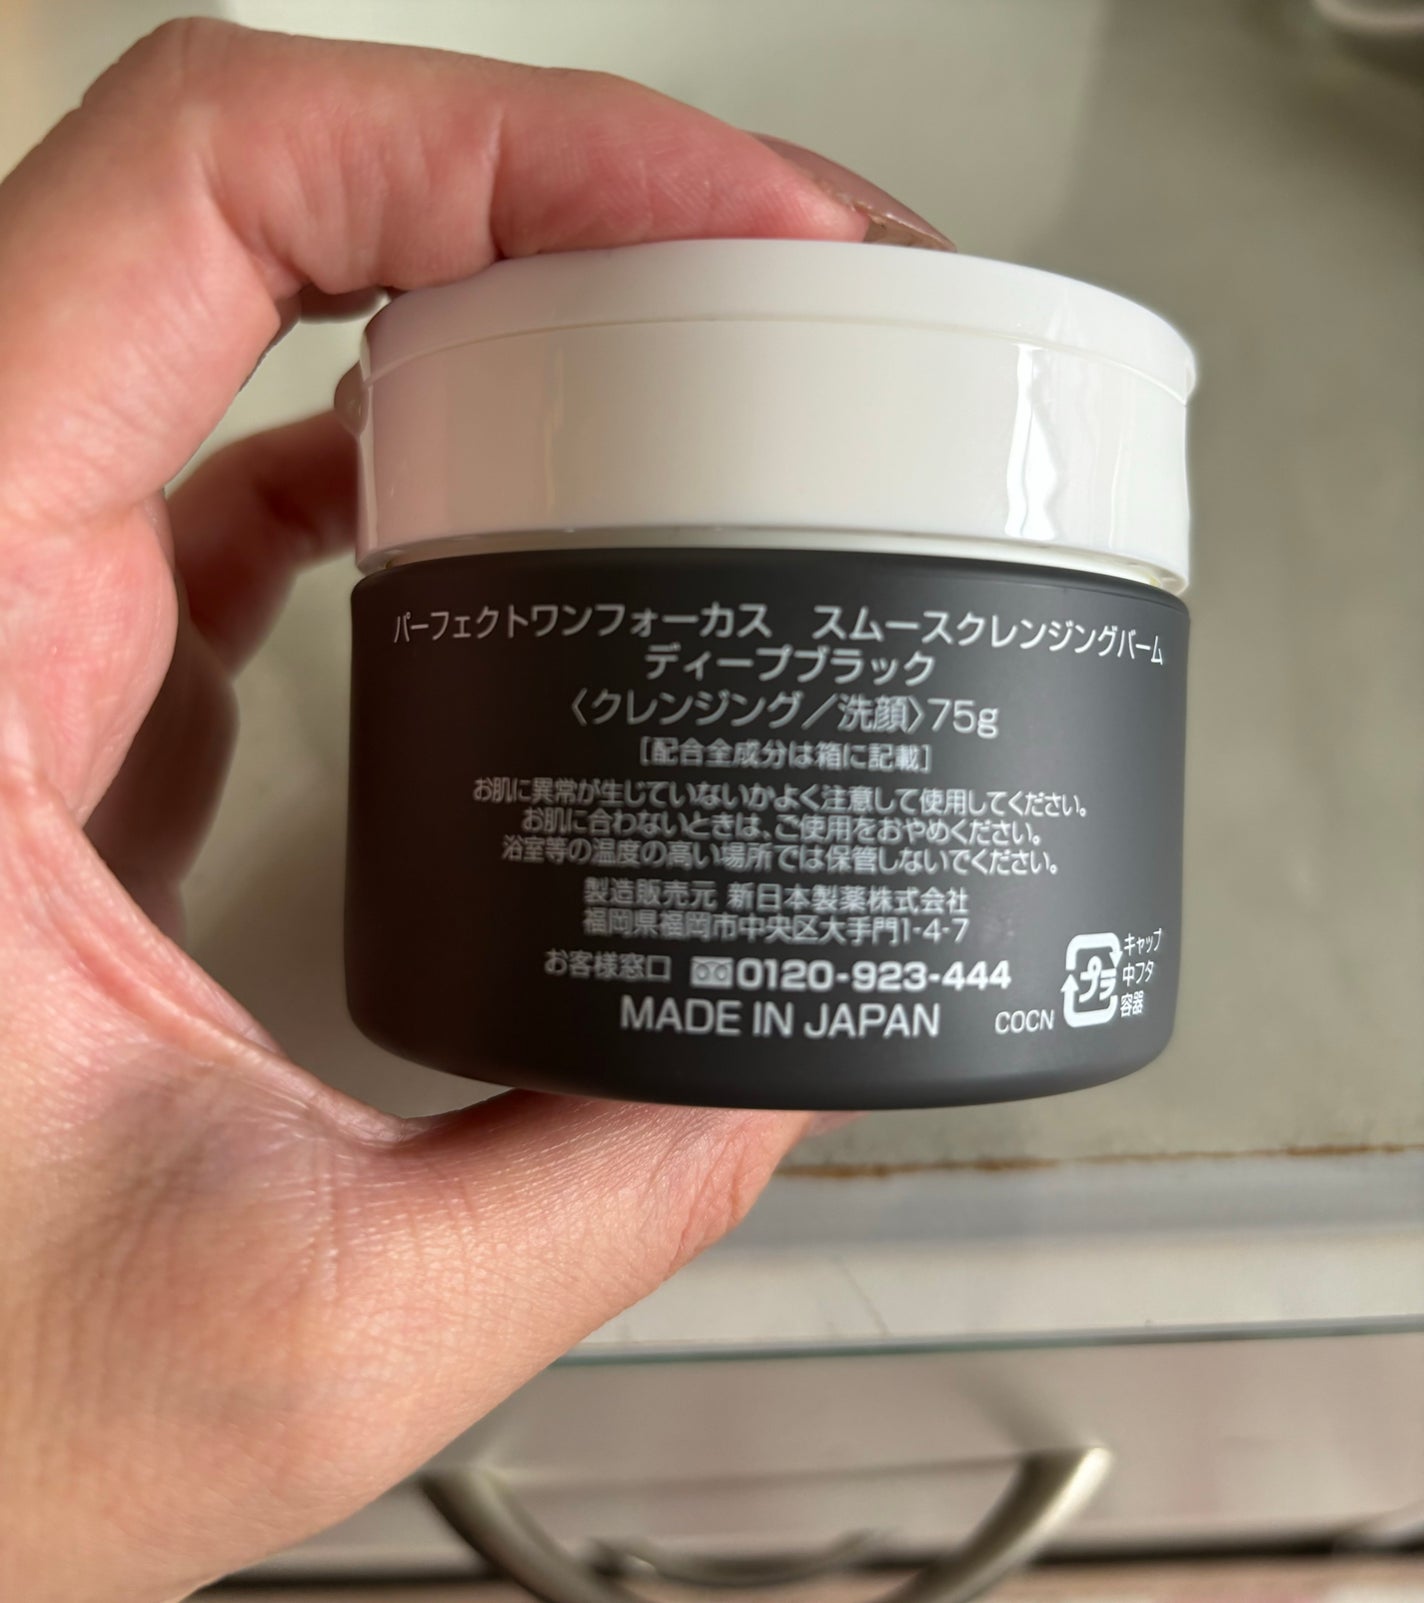 パーフェクトワンフォーカス　スムースクレンジングバーム
ディープブラック
〈クレンジング／洗顔〉75g
［配合全成分は箱に記載］
お肌に異常が生じていないかよく注意して使用してください。
お肌に合わないときは、ご使用をおやめください。
浴室等の温度の高い場所では保管しないでください。
製造販売元 新日本製薬株式会社
福岡県福岡市中央区大手門1-4-7
お客様窓口 0120-923-444
MADE IN JAPAN
COCN
プラ
キャップ
中フタ
容器